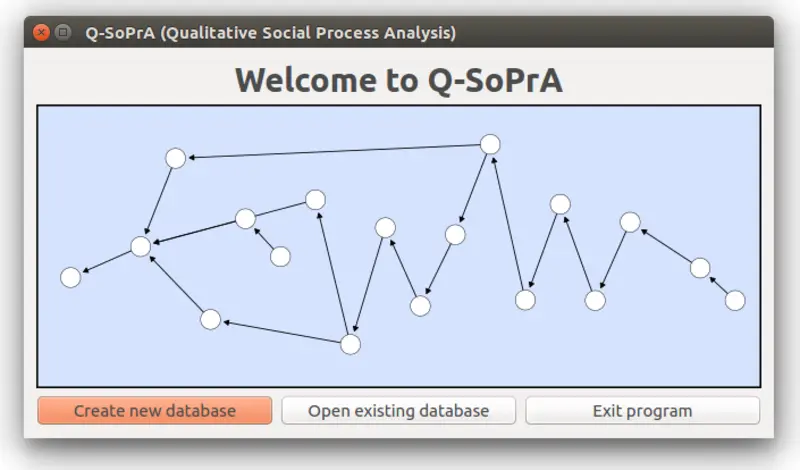 Q-SoPrA (Qualitative Social Process Analysis)
Welcome to Q-SoPrA
Create new database
Open existing database
Exit program